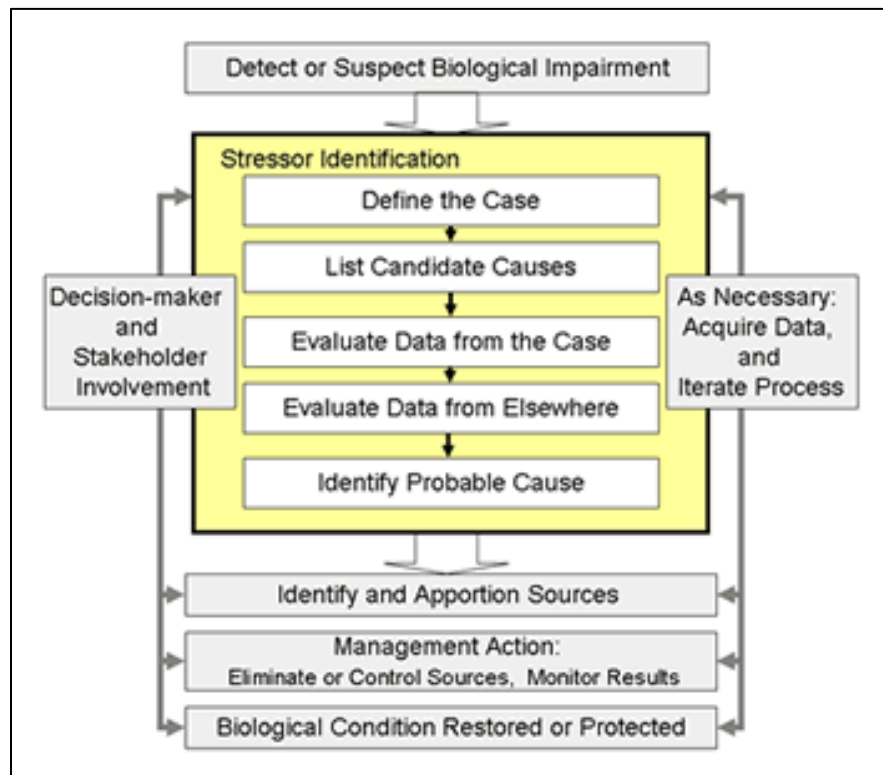 Detect or Suspect Biological Impairment
Stressor Identification
Define the Case
List Candidate Causes
Evaluate Data from the Case
Evaluate Data from Elsewhere
Identify Probable Cause
Decision-maker
and
Stakeholder
Involvement
As Necessary:
Acquire Data,
and
Iterate Process
Identify and Apportion Sources
Management Action:
Eliminate or Control Sources, Monitor Results
Biological Condition Restored or Protected